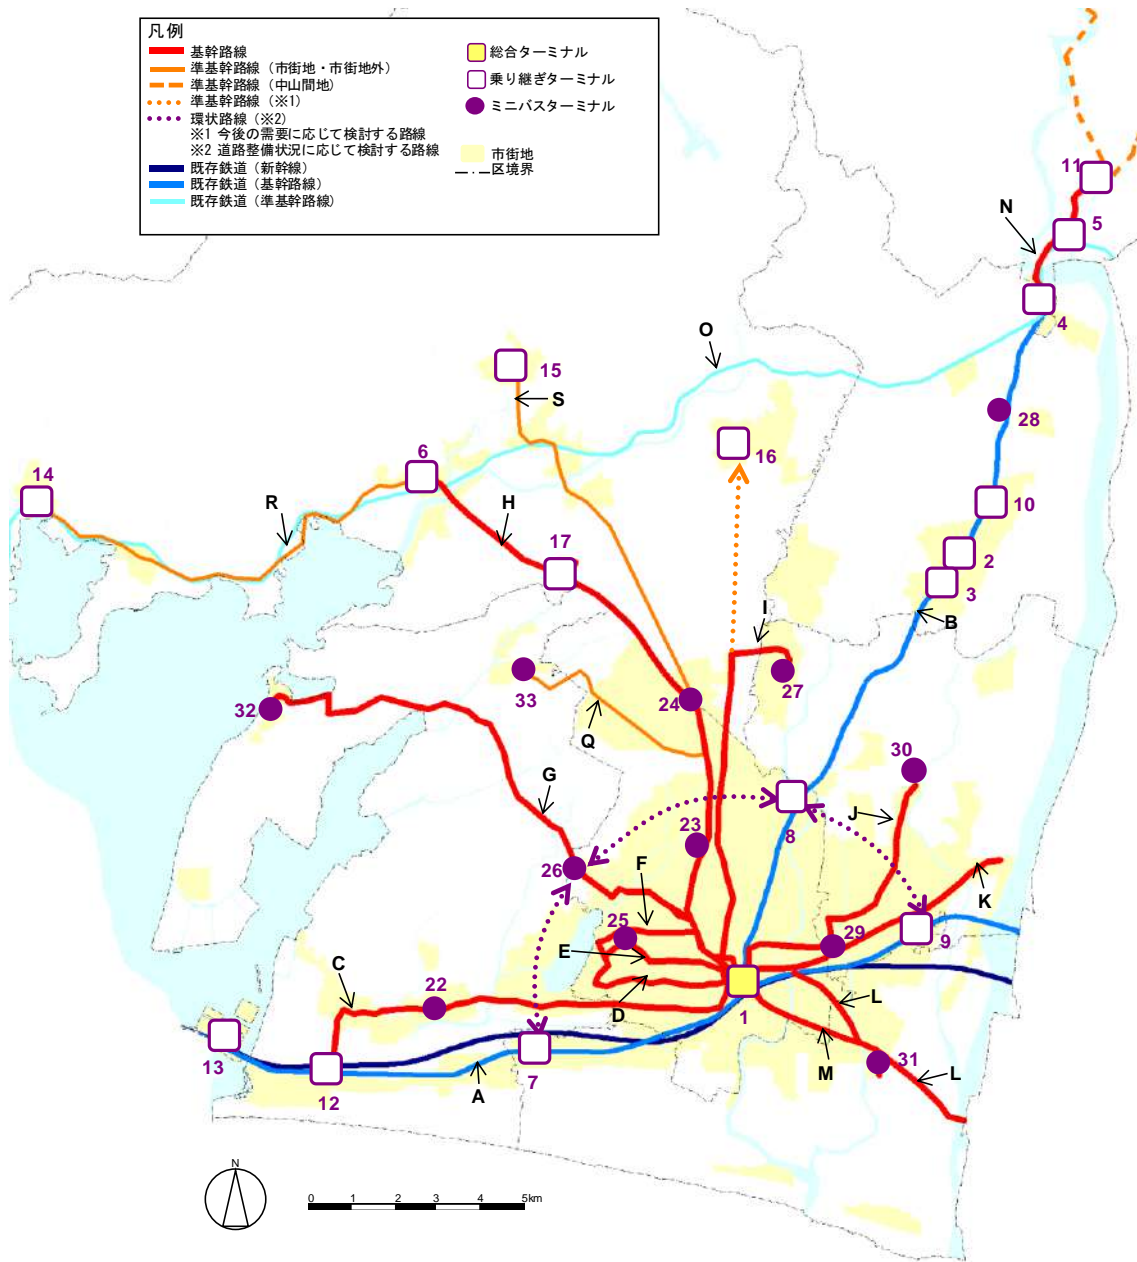 凡例
基幹路線
準基幹路線（市街地・市街地外）
準基幹路線（中山間地）
準基幹路線（※1）
環状路線（※2）
※1 今後の需要に応じて検討する路線
※2 道路整備状況に応じて検討する路線
既存鉄道（新幹線）
既存鉄道（基幹路線）
既存鉄道（準基幹路線）
総合ターミナル
乗り継ぎターミナル
ミニバスターミナル
市街地
区境界
11
N
5
4
O
15
S
28
6
16
14
R
H
10
17
2
3
I
B
33
27
24
32
Q
30
G
J
23
8
F
26
K
25
29
9
E
C
22
D
L
1
13
7
M
31
L
12
A
N
0 1 2 3 4 5km